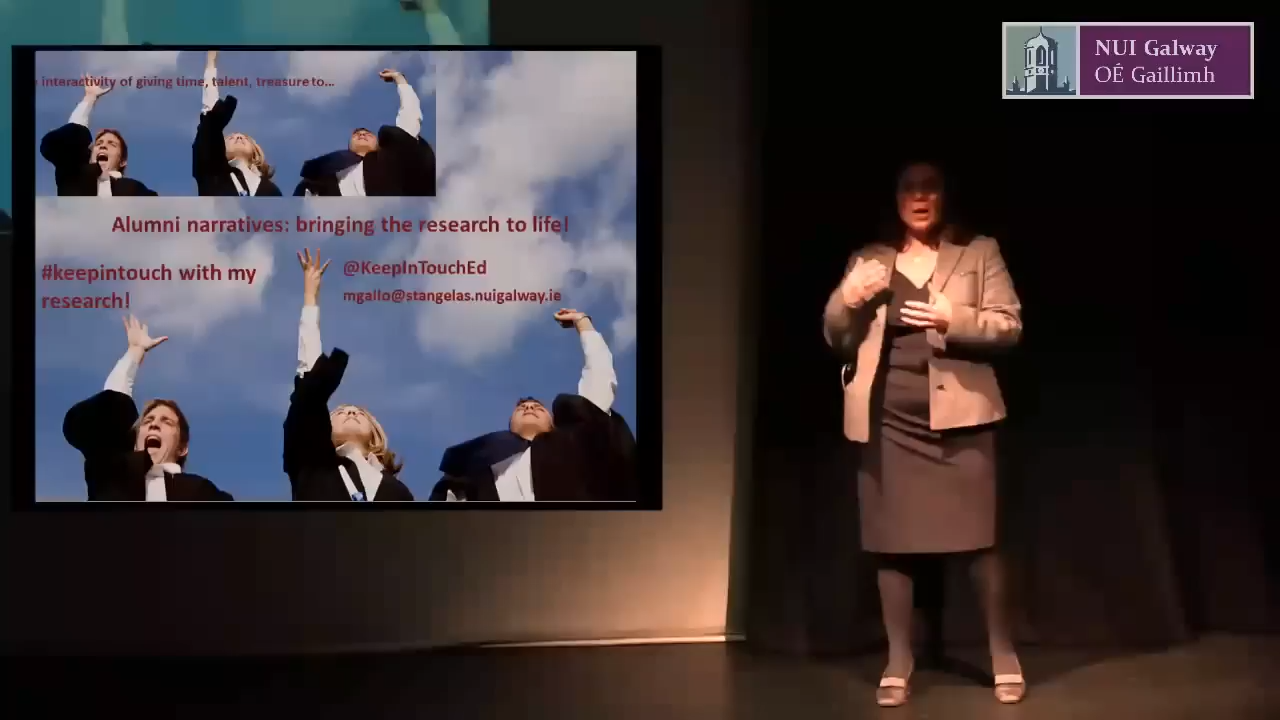 interactivity of giving time, talent, treasure to...
Alumni narratives: bringing the research to life!
#keepintouch with my
research!
@KeepInTouchEd
mgallo@stangelas.nuigalway.ie
NUI Galway
OÉ Gaillimh